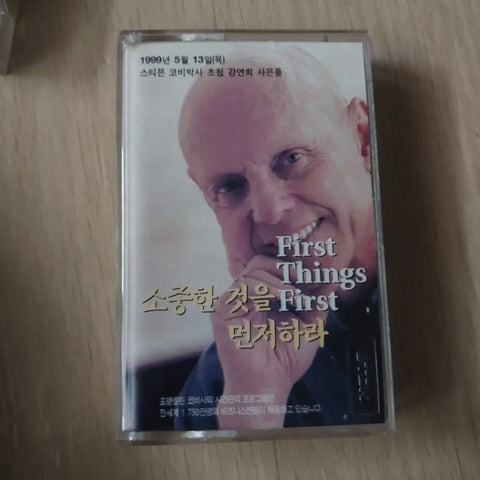 1999년 5월 13일(목)
스티븐 코비박사 초청 강연회 사은품
First
Things
소중한 것을 First
먼저하라
프랭클린 코비사의 시간관리 프로그램은
전세계 1,750만명의 비즈니스맨들이 애용하고 있습니다.